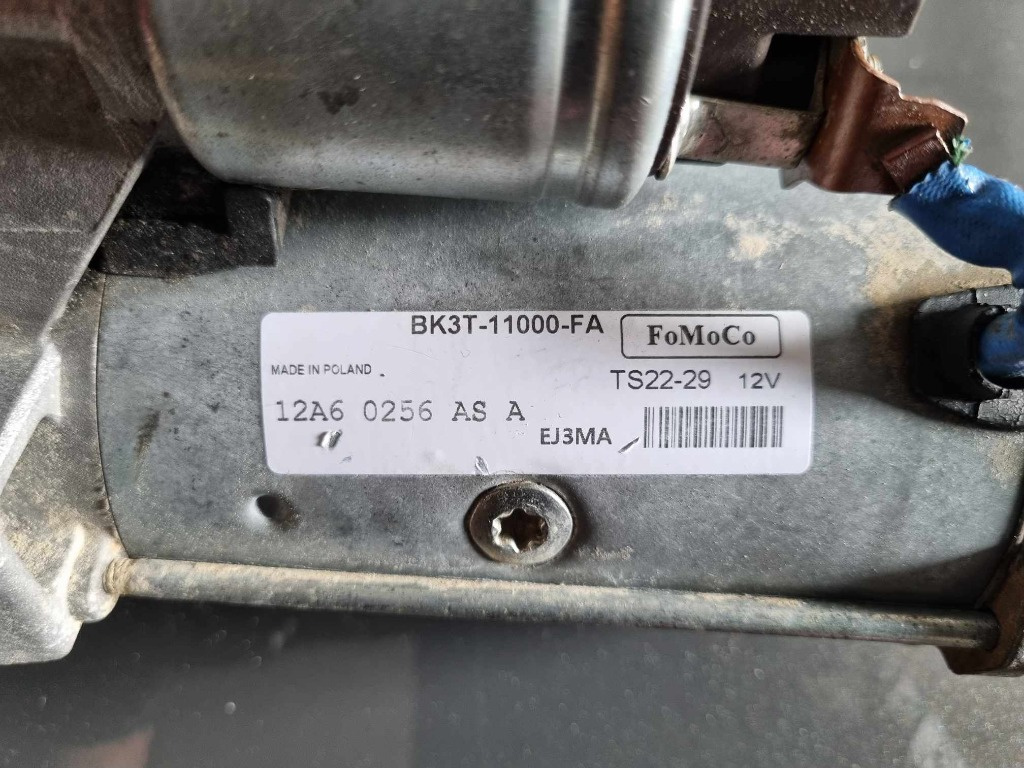 BK3T-11000-FA FoMoCo
MADE IN POLAND
TS22-29 12V
12A6 0256 AS A
EJ3MA